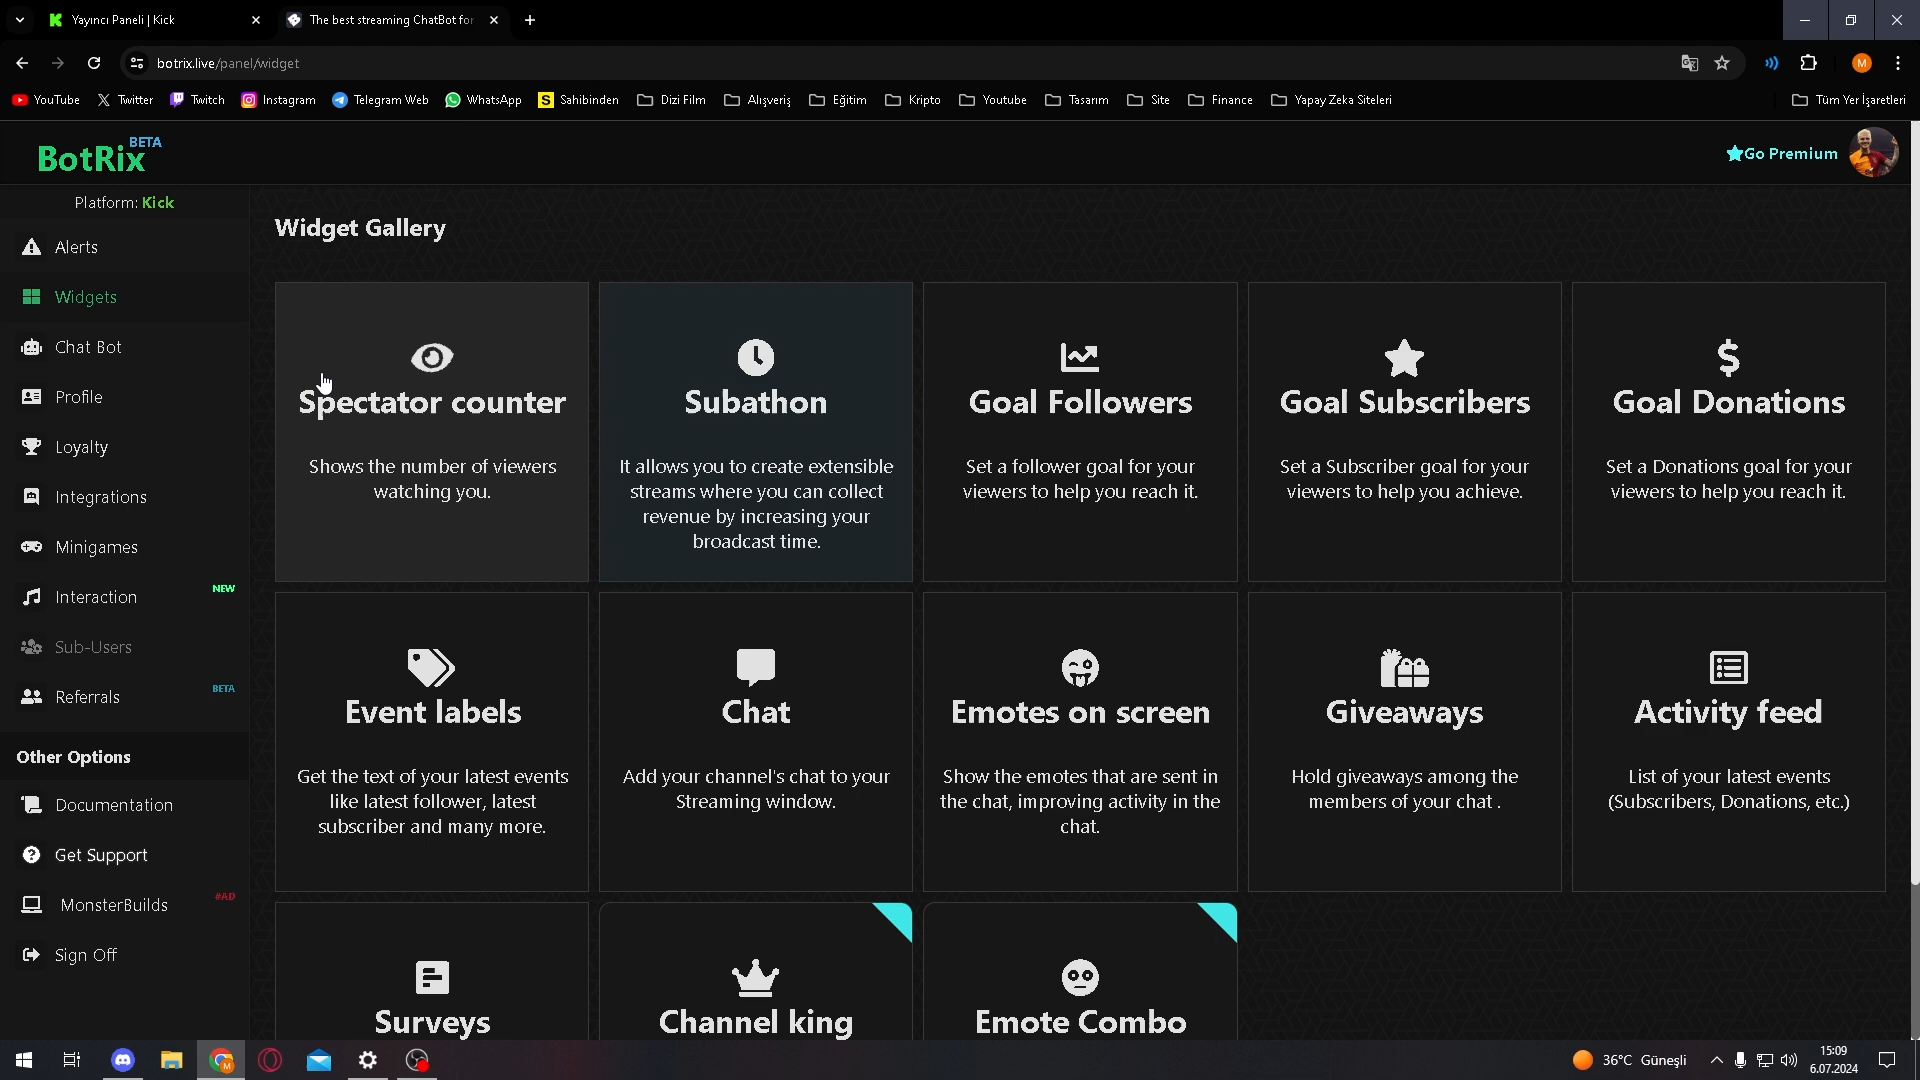 Yayıncı Paneli | Kick
The best streaming ChatBot for
botrix.live/panel/widget
M
YouTube
Twitter
Twitch
Instagram
Telegram Web
WhatsApp
Sahibinden
Dizi Film
Alışveriş
Eğitim
Kripto
Youtube
Tasarım
Site
Finance
Yapay Zeka Siteleri
Tüm Yer İşaretleri
BotRix BETA
Go Premium
Platform: Kick
Alerts
Widgets
Chat Bot
Profile
Loyalty
Integrations
Minigames
Interaction NEW
Sub-Users
Referrals BETA
Other Options
Documentation
Get Support
MonsterBuilds #AD
Sign Off
Widget Gallery
Spectator counter
Shows the number of viewers
watching you.
Subathon
It allows you to create extensible
streams where you can collect
revenue by increasing your
broadcast time.
Goal Followers
Set a follower goal for your
viewers to help you reach it.
Goal Subscribers
Set a Subscriber goal for your
viewers to help you achieve.
Goal Donations
Set a Donations goal for your
viewers to help you reach it.
Event labels
Get the text of your latest events
like latest follower, latest
subscriber and many more.
Chat
Add your channel's chat to your
Streaming window.
Emotes on screen
Show the emotes that are sent in
the chat, improving activity in the
chat.
Giveaways
Hold giveaways among the
members of your chat .
Activity feed
List of your latest events
(Subscribers, Donations, etc.)
Surveys
Channel king
Emote Combo
36°C Güneşli
15:09
6.07.2024